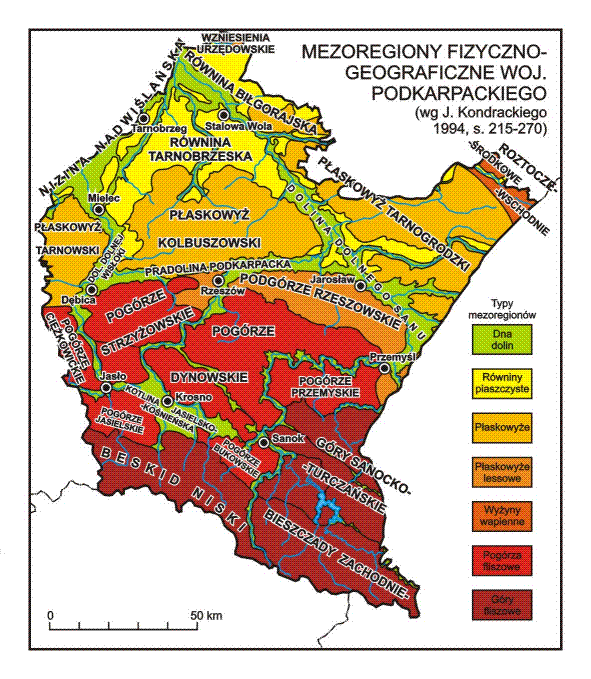 MEZOREGIONY FIZYCZNO-
GEOGRAFICZNE WOJ.
PODKARPACKIEGO
(wg J. Kondrackiego
1994, s. 215-270)
WZNIESIENIA
URZĘDOWSKIE
NIZINA NADWIŚLAŃSKA
RÓWNINA BIŁGORAJSKA
Tarnobrzeg
Stalowa Wola
RÓWNINA
TARNOBRZESKA
PŁASKOWYŻ TARNOGRODZKI
ROZTOCZE-
-ŚRODKOWE
-WSCHODNIE
DOLINA DOLNEGO SANU
Mielec
PŁASKOWYŻ
TARNOWSKI
DOL. DOLNEJ
WISŁOKI
PŁASKOWYŻ
KOLBUSZOWSKI
PRADOLINA PODKARPACKA
Rzeszów
Jarosław
Dębica
PODGÓRZE RZESZOWSKIE
POGÓRZE
STRZYŻOWSKIE
POGÓRZE
CIĘŻKOWICKIE
POGÓRZE
DYNOWSKIE
Przemyśl
POGÓRZE
PRZEMYSKIE
Jasło
KOTLINA
JASIELSKO-
KOŚNIEŃSKA
Krosno
POGÓRZE
JASIELSKIE
POGÓRZE
BUKOWSKIE
Sanok
GÓRY SANOCKO-
-TURCZAŃSKIE
BESKID NISKI
BIESZCZADY ZACHODNIE-
Typy
mezoregionów
Dna
dolin
Równiny
piaszczyste
Płaskowyże
Płaskowyże
lessowe
Wyżyny
wapienne
Pogórza
fliszowe
Góry
fliszowe
0
50 km